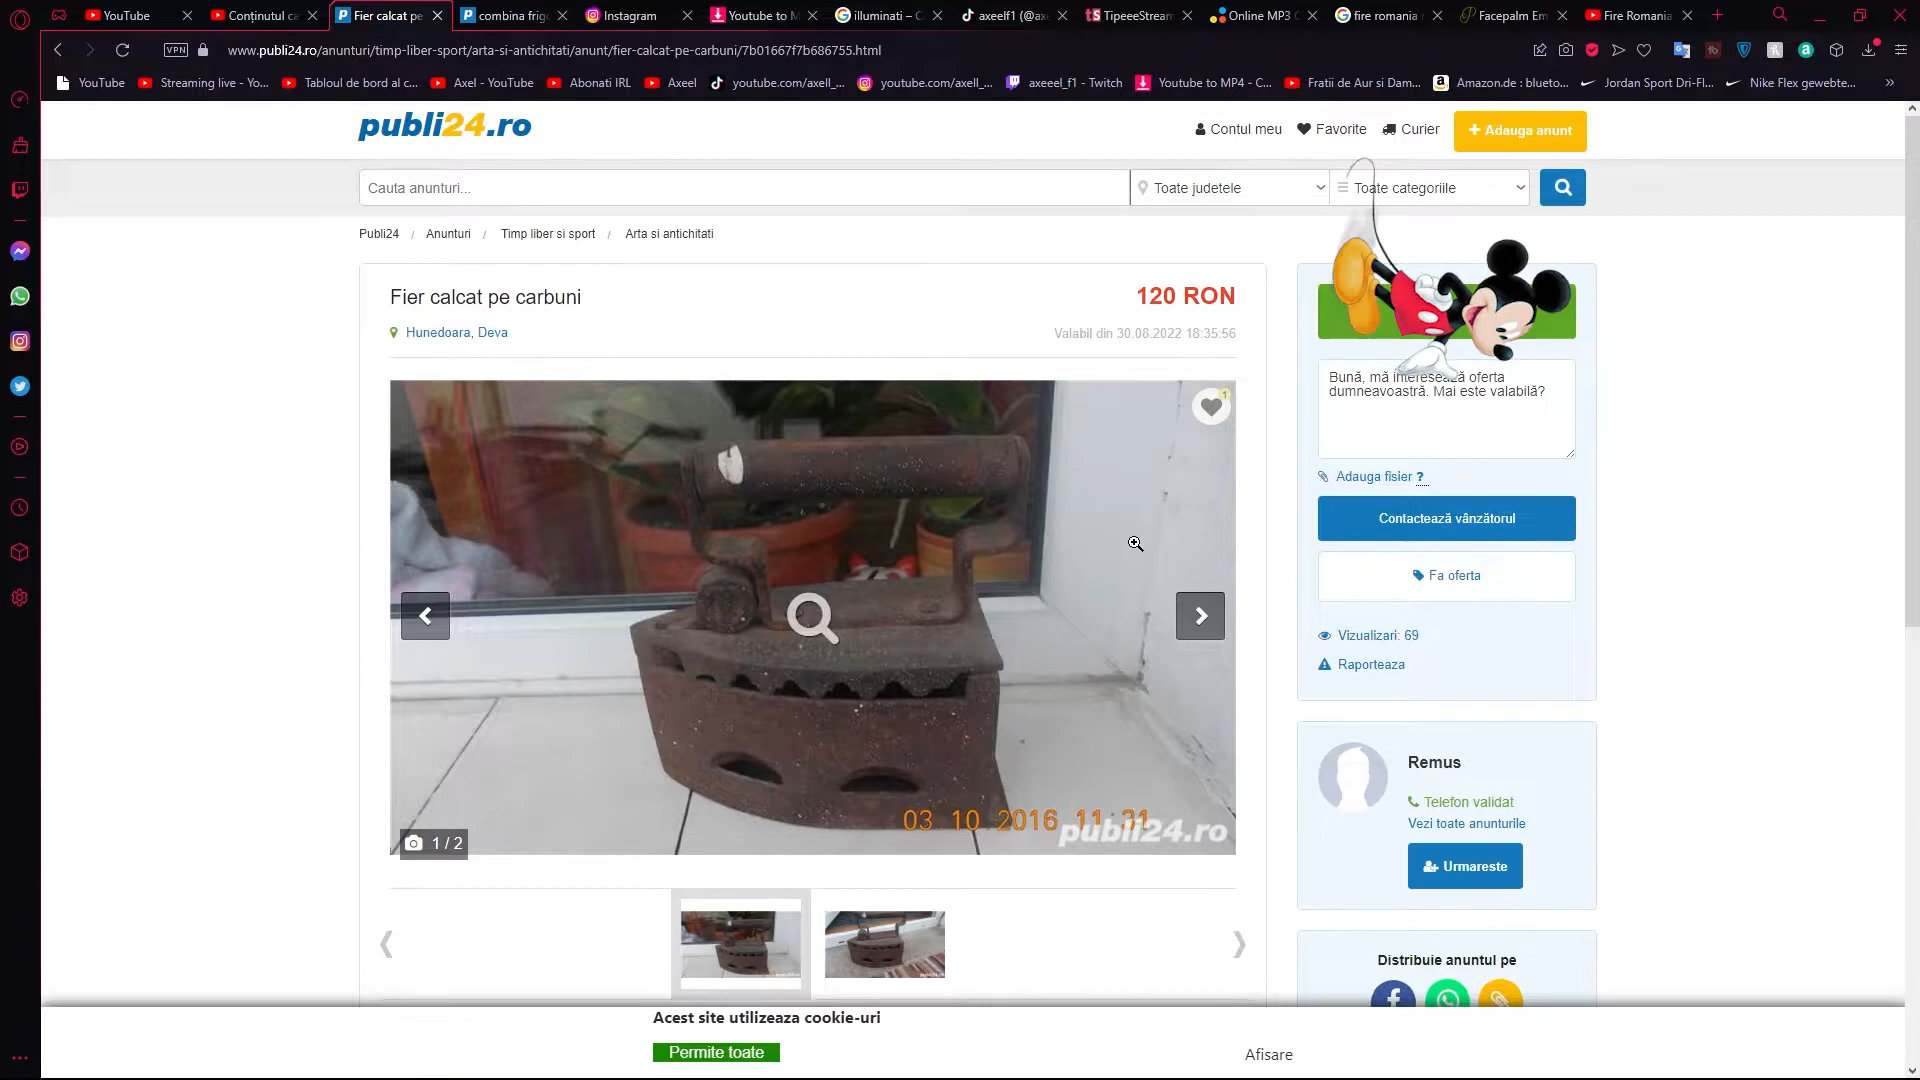 YouTube
Conținutul ca
Fier calcat pe
combina frigo
Instagram
Youtube to M
illuminati – C
axeelf1 (@ax
TipeeeStream
Online MP3 C
fire romania
Facepalm Em
Fire Romania
VPN
www.publi24.ro/anunturi/timp-liber-sport/arta-si-antichitati/anunt/fier-calcat-pe-carbuni/7b01667f7b686755.html
YouTube
Streaming live - Yo...
Tabloul de bord al c...
Axel - YouTube
Abonati IRL
Axeel
youtube.com/axell_...
youtube.com/axell_...
axeeel_f1 - Twitch
Youtube to MP4 - C...
Fratii de Aur si Dam...
Amazon.de : blueto...
Jordan Sport Dri-Fl...
Nike Flex gewebte...
publi24.ro
Contul meu
Favorite
Curier
+ Adauga anunt
Cauta anunturi...
Toate judetele
Toate categoriile
Publi24 / Anunturi / Timp liber si sport / Arta si antichitati
Fier calcat pe carbuni
120 RON
Hunedoara, Deva
Valabil din 30.08.2022 18:35:56
1
03 10 2016 11:31
publi24.ro
1 / 2
Bună, mă interesează oferta
dumneavoastră. Mai este valabilă?
Adauga fisier ?
Contactează vânzătorul
Fa oferta
Vizualizari: 69
Raporteaza
Remus
Telefon validat
Vezi toate anunturile
Urmareste
Distribuie anuntul pe
Acest site utilizeaza cookie-uri
Permite toate
Afisare